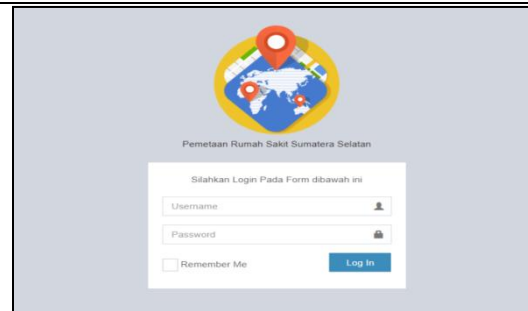 Pemetaan Rumah Sakit Sumatera Selatan
Silahkan Login Pada Form dibawah ini
Username
Password
Remember Me
Log In